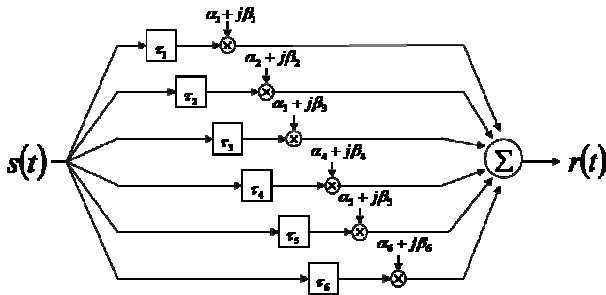 α₁ + jβ₁
τ₁
α₂ + jβ₂
τ₂
α₃ + jβ₃
τ₃
α₄ + jβ₄
s(t)
Σ
r(t)
τ₄
α₅ + jβ₅
τ₅
α₆ + jβ₆
τ₆